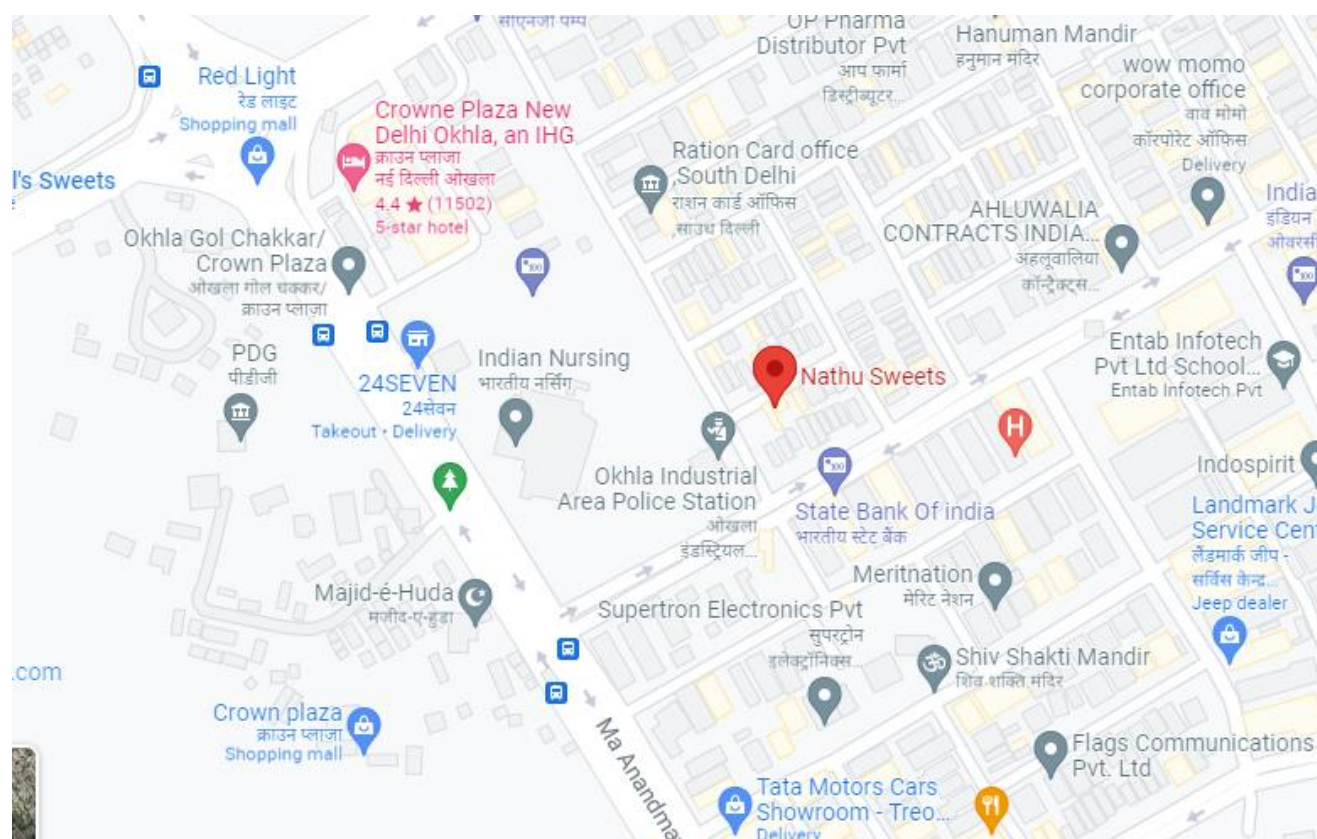 सीएनजी पम्प
OP Pharma
Distributor Pvt
आप फार्मा
डिस्ट्रीब्यूटर...
Hanuman Mandir
हनुमान मंदिर
wow momo
corporate office
वाव मोमो
कॉरपोरेट ऑफिस
Delivery
Red Light
रेड लाइट
Shopping mall
Crowne Plaza New
Delhi Okhla, an IHG
क्राउन प्लाजा
नई दिल्ली ओखला
4.4 ★ (11502)
5-star hotel
Ration Card office
,South Delhi
राशन कार्ड ऑफिस
,साउथ दिल्ली
l's Sweets
India
इंडियन
ओवरसी
AHLUWALIA
CONTRACTS INDIA...
अहलूवालिया
कॉन्ट्रैक्ट्स...
Okhla Gol Chakkar/
Crown Plaza
ओखला गोल चक्कर/
क्राउन प्लाज़ा
PDG
पीडीजी
24SEVEN
24सेवन
Takeout • Delivery
Indian Nursing
भारतीय नर्सिंग
Nathu Sweets
Entab Infotech
Pvt Ltd School...
Entab Infotech Pvt
H
Okhla Industrial
Area Police Station
ओखला
इंडस्ट्रियल...
State Bank Of india
भारतीय स्टेट बैंक
Indospirit
Landmark J
Service Cent
लैंडमार्क जीप -
सर्विस केन्द्र...
Jeep dealer
Majid-é-Huda
मजीद-ए-हुडा
Meritnation
मेरिट नेशन
Supertron Electronics Pvt
सुपरट्रोन
इलेक्ट्रॉनिक्स...
Shiv Shakti Mandir
शिव शक्ति मंदिर
.com
Crown plaza
क्राउन प्लाजा
Shopping mall
Ma Anandma
Flags Communications
Pvt. Ltd
Tata Motors Cars
Showroom - Treo...
Delivery